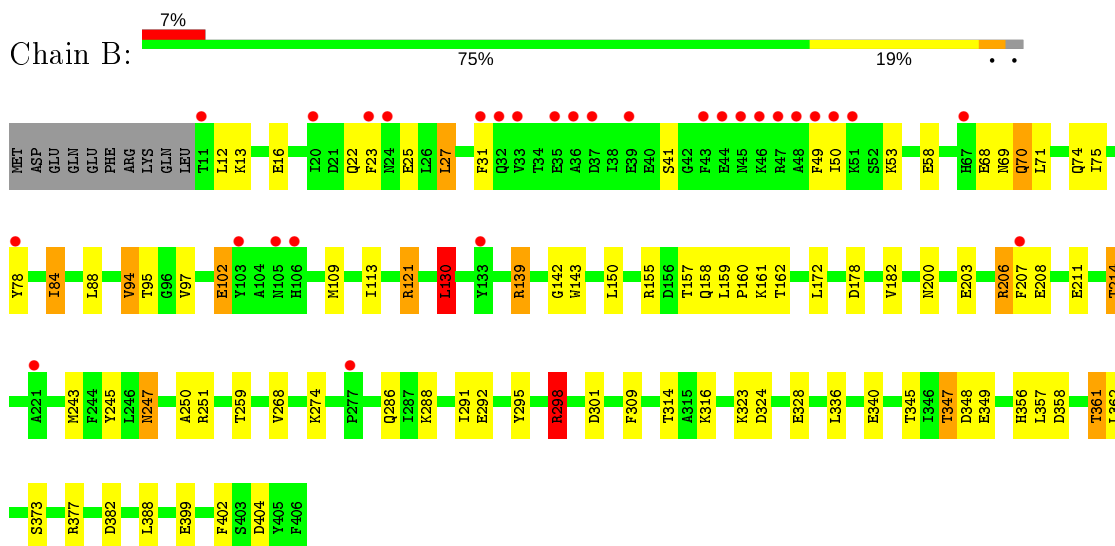 7%
Chain B:
75% 19% • •
MET ASP GLU GLN GLU PHE ARG LYS GLN LEU T11 L12 K13 E16 I20 D21 Q22 F23 N24 E25 L26 L27 F31 Q32 V33 T34 E35 A36 D37 I38 E39 E40 S41 G42 F43 E44 N45 K46 R47 A48 F49 I50 K51 S52 K53 E58 H67 E68 N69 Q70 L71 Q74 I75
Y78 I84 L88 V94 T95 G96 V97 E102 Y103 A104 N105 H106 M109 I113 R121 L130 Y133 R139 G142 W143 L150 R155 D156 T157 Q158 L159 P160 K161 T162 L172 D178 V182 N200 E203 R206 F207 E208 E211 T214
A221 M243 F244 Y245 L246 N247 A250 R251 T259 V268 K274 P277 Q286 I287 K288 I291 E292 Y295 R298 D301 F309 T314 A315 K316 K323 D324 E328 L336 E340 T345 I346 T347 D348 E349 H356 L357 D358 T361 L362
S373 R377 D382 L388 E399 F402 S403 D404 Y405 F406